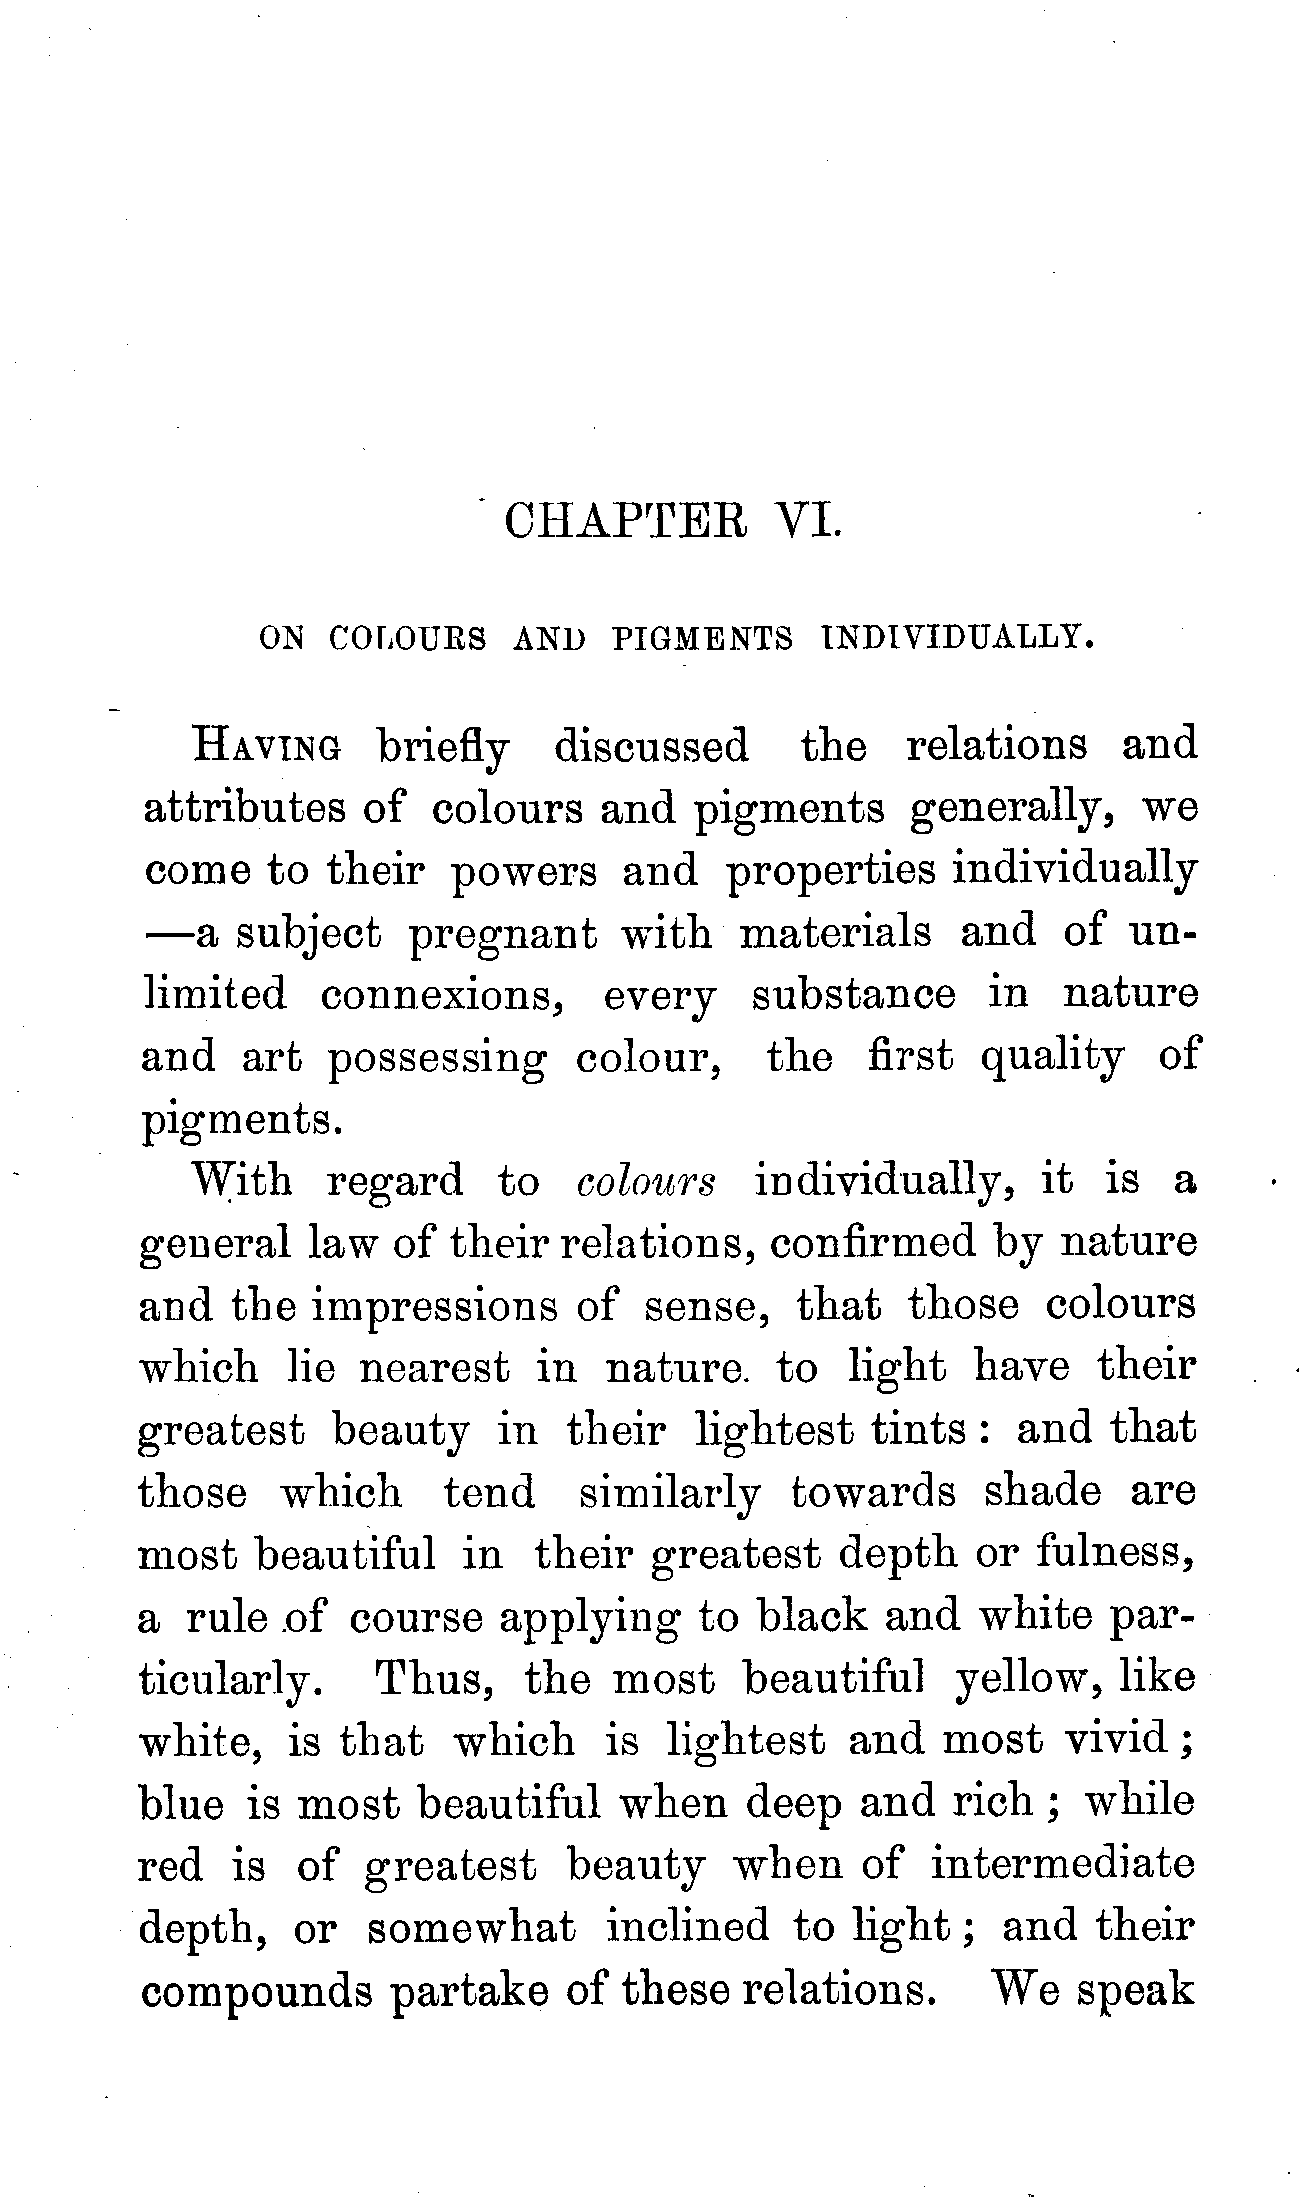 CHAPTER VI.
ON COLOURS AND PIGMENTS INDIVIDUALLY.
HAVING briefly discussed the relations and
attributes of colours and pigments generally, we
come to their powers and properties individually
—a subject pregnant with materials and of un-
limited connexions, every substance in nature
and art possessing colour, the first quality of
pigments.
With regard to colours individually, it is a
general law of their relations, confirmed by nature
and the impressions of sense, that those colours
which lie nearest in nature to light have their
greatest beauty in their lightest tints : and that
those which tend similarly towards shade are
most beautiful in their greatest depth or fulness,
a rule of course applying to black and white par-
ticularly. Thus, the most beautiful yellow, like
white, is that which is lightest and most vivid ;
blue is most beautiful when deep and rich ; while
red is of greatest beauty when of intermediate
depth, or somewhat inclined to light ; and their
compounds partake of these relations. We speak